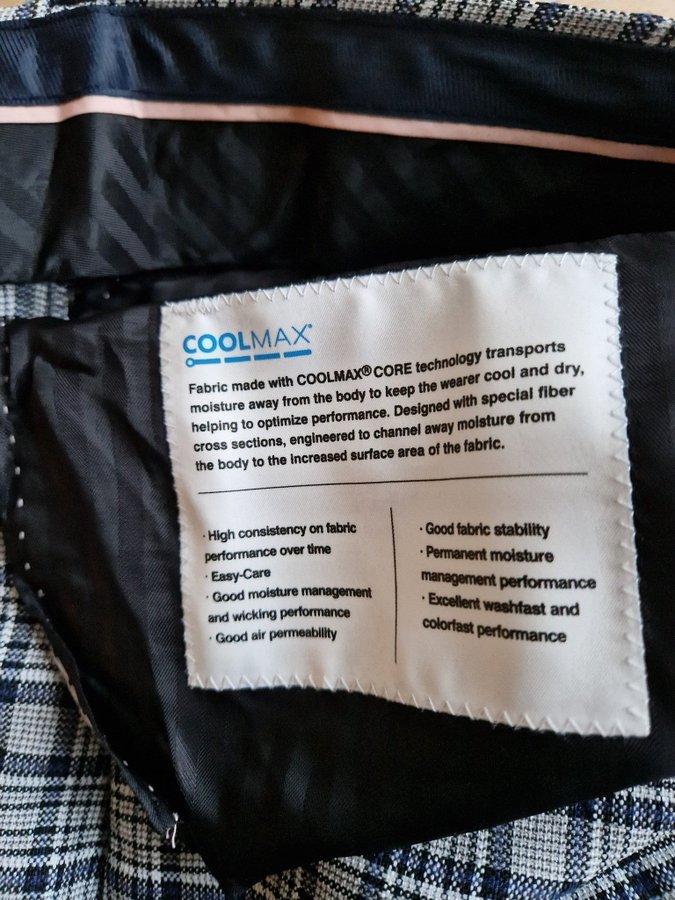 COOLMAX®
Fabric made with COOLMAX® CORE technology transports
moisture away from the body to keep the wearer cool and dry,
helping to optimize performance. Designed with special fiber
cross sections, engineered to channel away moisture from
the body to the increased surface area of the fabric.
· High consistency on fabric
performance over time
· Easy-Care
· Good moisture management
and wicking performance
· Good air permeability
· Good fabric stability
· Permanent moisture
management performance
· Excellent washfast and
colorfast performance